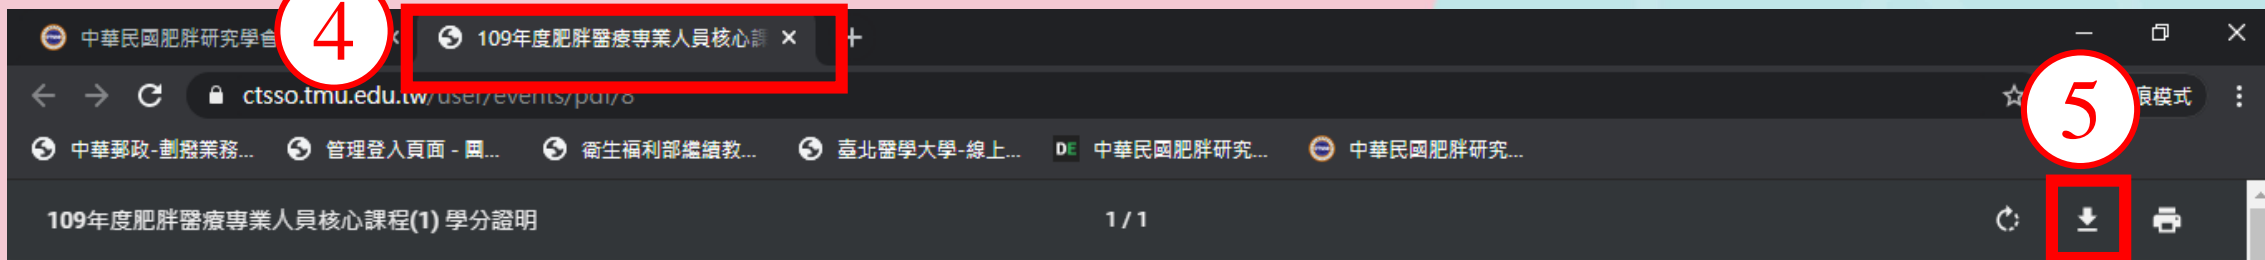 中華民國肥胖研究學會
4
109年度肥胖醫療專業人員核心課
ctsso.tmu.edu.tw/user/events/pdf/8
5
痕模式
中華郵政-劃撥業務...
管理登入頁面 - 團...
衛生福利部繼續教...
臺北醫學大學-線上...
DE 中華民國肥胖研究...
中華民國肥胖研究...
109年度肥胖醫療專業人員核心課程(1) 學分證明
1 / 1